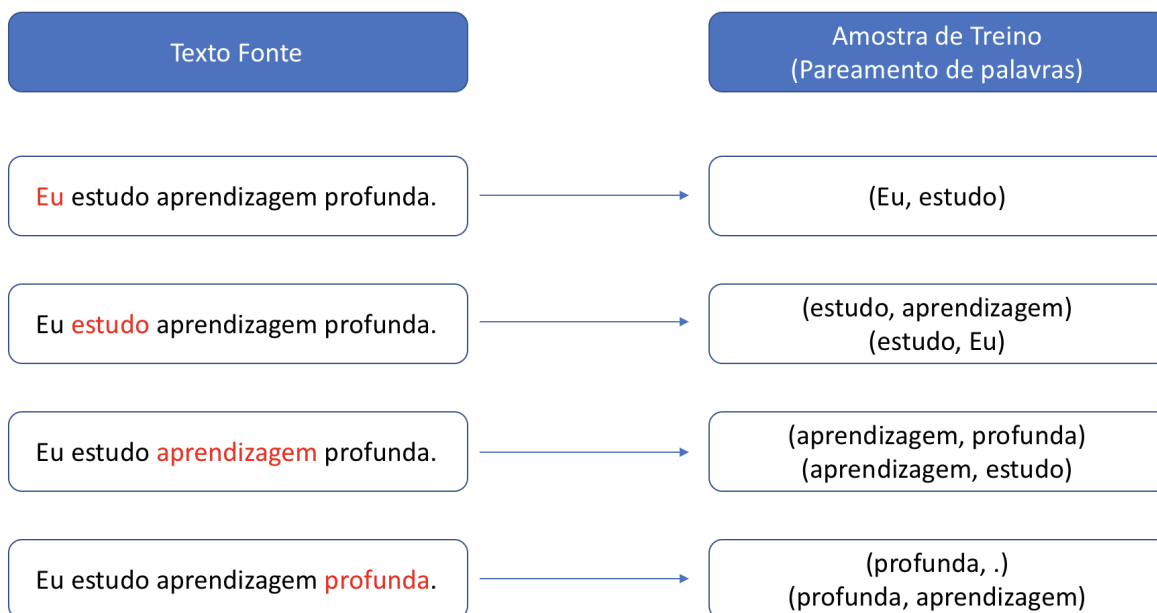 Texto Fonte
Amostra de Treino
(Pareamento de palavras)
Eu estudo aprendizagem profunda.
(Eu, estudo)
Eu estudo aprendizagem profunda.
(estudo, aprendizagem)
(estudo, Eu)
Eu estudo aprendizagem profunda.
(aprendizagem, profunda)
(aprendizagem, estudo)
Eu estudo aprendizagem profunda.
(profunda, .)
(profunda, aprendizagem)